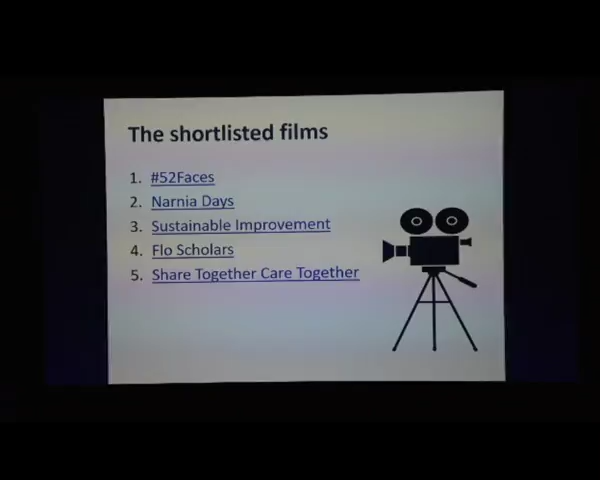 The shortlisted films
1. #52Faces
2. Narnia Days
3. Sustainable Improvement
4. Flo Scholars
5. Share Together Care Together